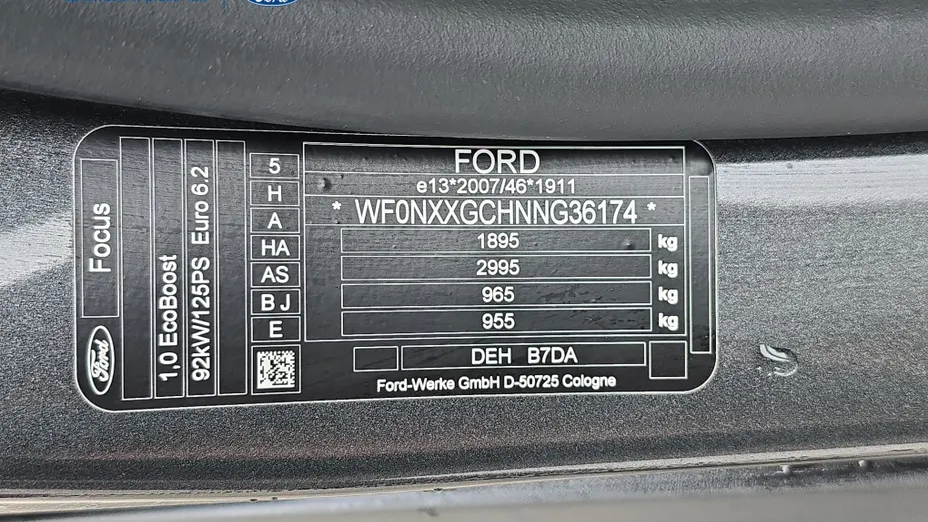 Ford
Focus
Ford
1,0 EcoBoost
92kW/125PS Euro 6.2
5
H
A
HA
AS
B J
E
FORD
e13*2007/46*1911
* WF0NXXGCHNNG36174 *
1895 kg
2995 kg
965 kg
955 kg
DEH B7DA
Ford-Werke GmbH D-50725 Cologne